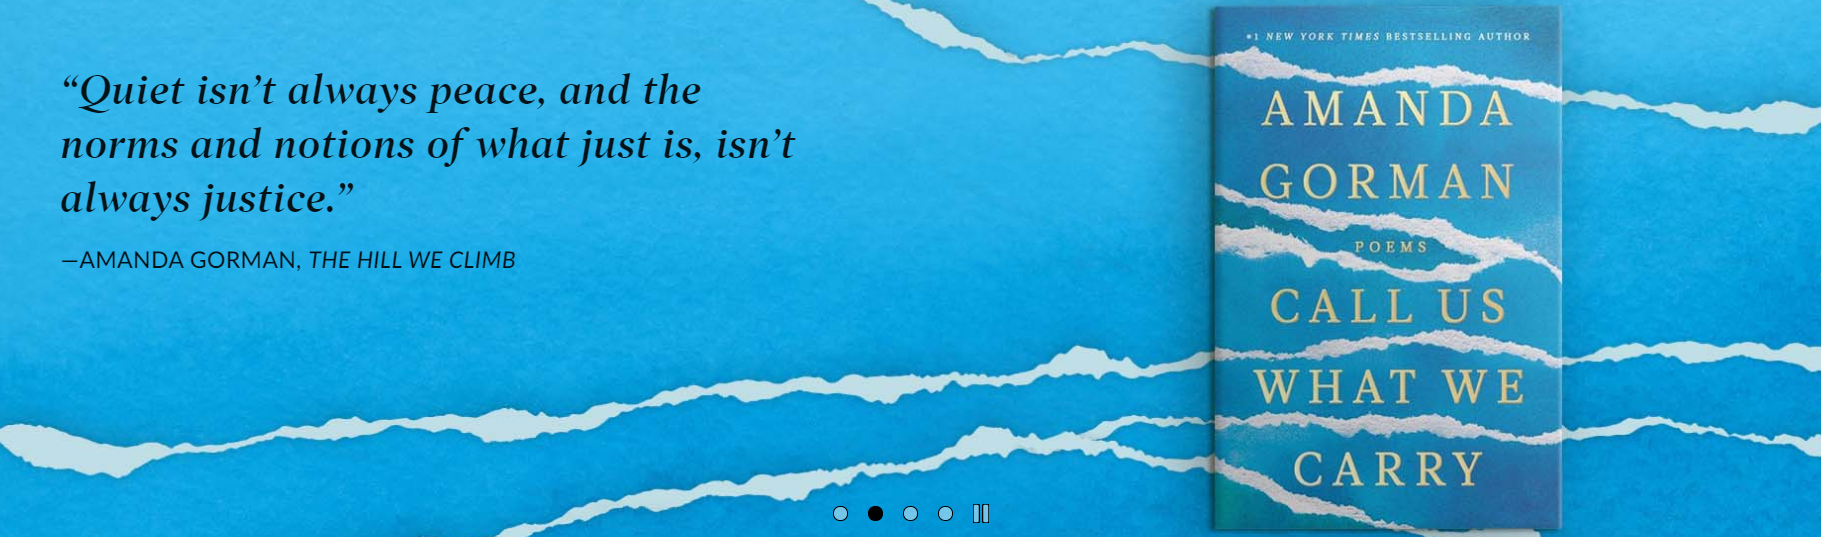 “Quiet isn’t always peace, and the
norms and notions of what just is, isn’t
always justice.”
—AMANDA GORMAN, THE HILL WE CLIMB
#1 NEW YORK TIMES BESTSELLING AUTHOR
AMANDA
GORMAN
POEMS
CALL US
WHAT WE
CARRY